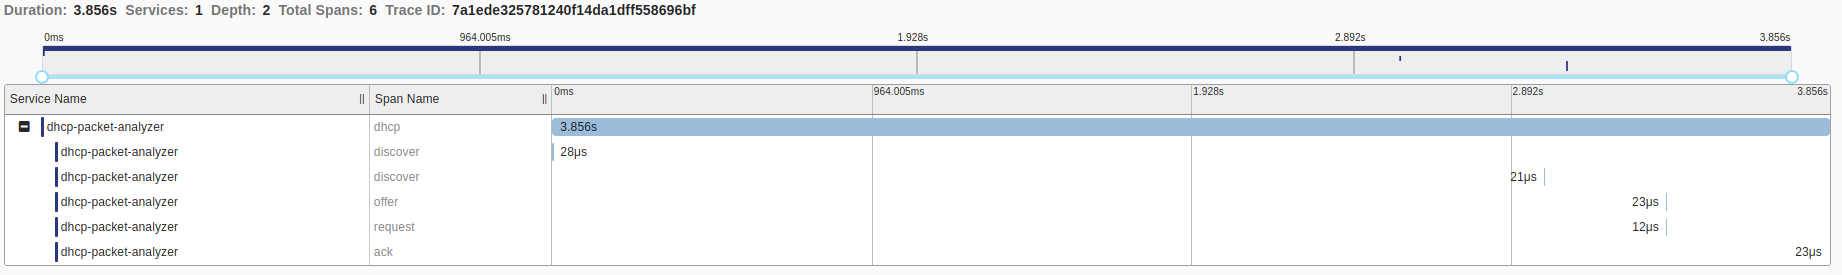 Duration: 3.856s Services: 1 Depth: 2 Total Spans: 6 Trace ID: 7a1ede325781240f14da1dff558696bf
0ms 964.005ms 1.928s 2.892s 3.856s
Service Name || Span Name || 0ms 964.005ms 1.928s 2.892s 3.856s
dhcp-packet-analyzer dhcp 3.856s
dhcp-packet-analyzer discover 28μs
dhcp-packet-analyzer discover 21μs
dhcp-packet-analyzer offer 23μs
dhcp-packet-analyzer request 12μs
dhcp-packet-analyzer ack 23μs